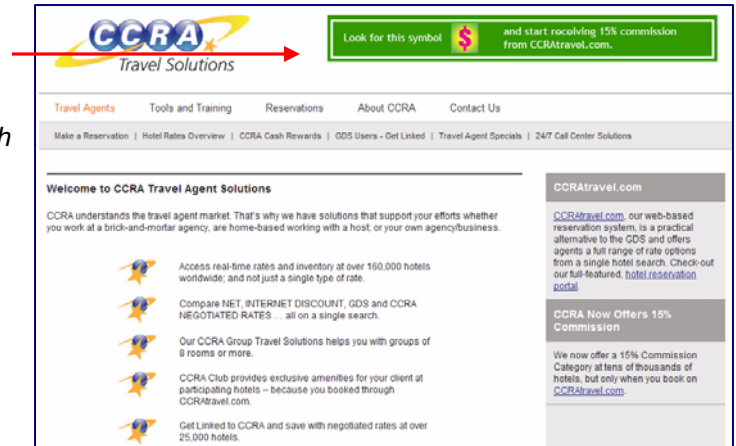 CCRA
Travel Solutions
Look for this symbol $ and start receiving 15% commission
from CCRAtravel.com.
Travel Agents Tools and Training Reservations About CCRA Contact Us
h
Make a Reservation | Hotel Rates Overview | CCRA Cash Rewards | GDS Users - Get Linked | Travel Agent Specials | 24/7 Call Center Solutions
Welcome to CCRA Travel Agent Solutions
CCRA understands the travel agent market. That's why we have solutions that support your efforts whether
you work at a brick-and-mortar agency, are home-based working with a host, or your own agency/business.
Access real-time rates and inventory at over 160,000 hotels
worldwide; and not just a single type of rate.
Compare NET, INTERNET DISCOUNT, GDS and CCRA
NEGOTIATED RATES ... all on a single search.
Our CCRA Group Travel Solutions helps you with groups of
8 rooms or more.
CCRA Club provides exclusive amenities for your client at
participating hotels – because you booked through
CCRAtravel.com.
Get Linked to CCRA and save with negotiated rates at over
25,000 hotels.
CCRAtravel.com
CCRAtravel.com, our web-based
reservation system, is a practical
alternative to the GDS and offers
agents a full range of rate options
from a single hotel search. Check-out
our full-featured, hotel reservation
portal.
CCRA Now Offers 15%
Commission
We now offer a 15% Commission
Category at tens of thousands of
hotels, but only when you book on
CCRAtravel.com.